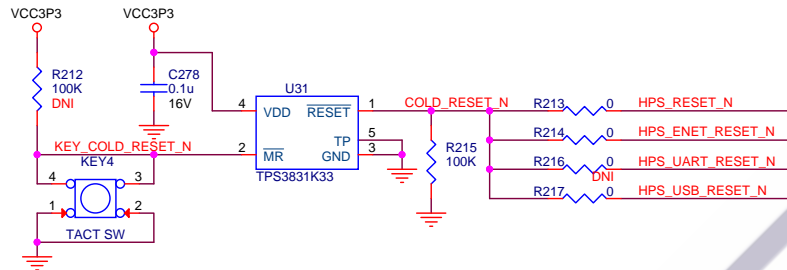 VCC3P3
VCC3P3
R212
100K
DNI
C278
0.1u
16V
U31
4
VDD
RESET
1
COLD_RESET_N
R213
0
HPS_RESET_N
TP
5
R214
0
HPS_ENET_RESET_N
KEY_COLD_RESET_N
2
MR
GND
3
R215
100K
R216
0
DNI
HPS_UART_RESET_N
KEY4
TPS3831K33
4
3
R217
0
HPS_USB_RESET_N
1
2
TACT SW